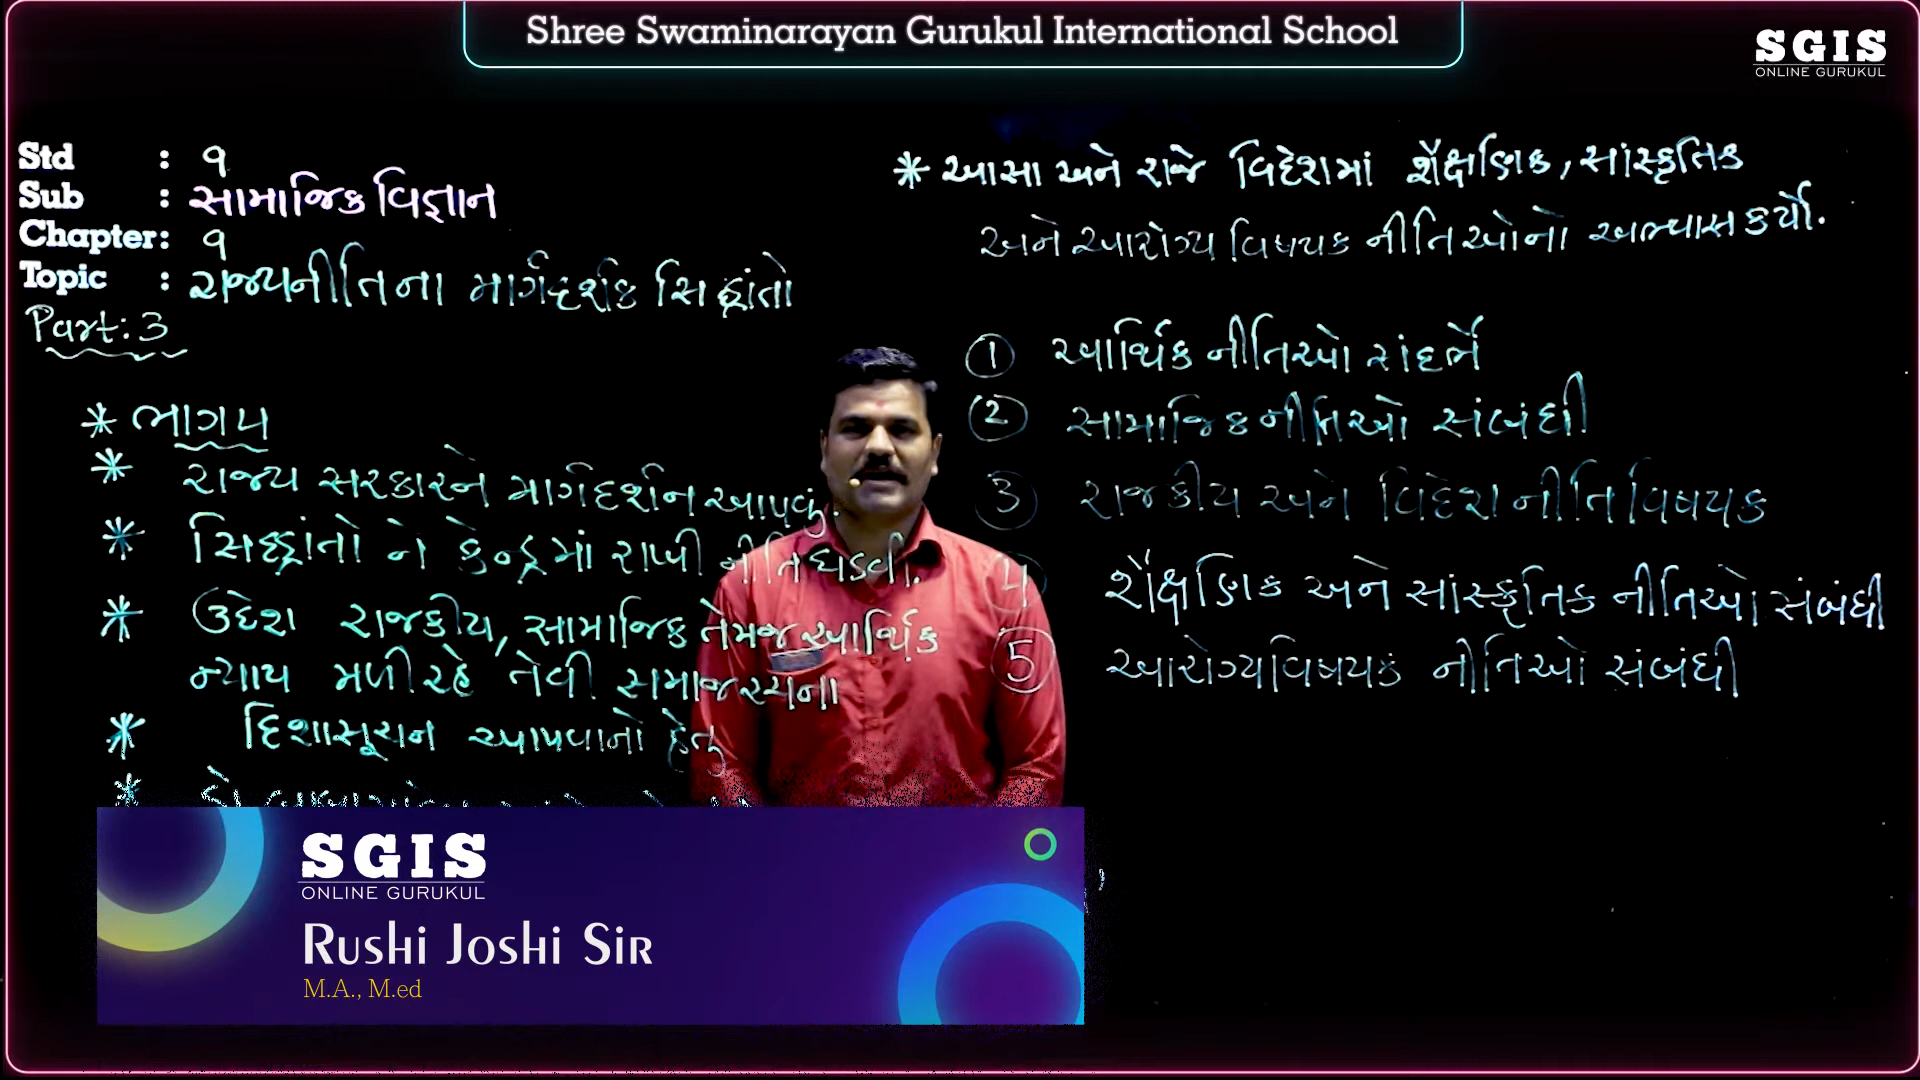 Shree Swaminarayan Gurukul International School
SGIS
ONLINE GURUKUL
Std : ૧
Sub : સામાજિક વિજ્ઞાન
Chapter: ૧
Topic : રાજ્યનીતિના માર્ગદર્શક સિદ્ધાંતો
Part: 3
* ભાગ ૫
* રાજ્ય સરકારને માર્ગદર્શન આપવું.
* સિદ્ધાંતો ને કેન્દ્રમાં રાખી નીતિ ઘડવી.
* ઉદેશ રાજકીય, સામાજિક તેમજ આર્થિક
ન્યાય મળી રહે તેવી સમાજરચના
* દિશાસૂચન આપવાનો હેતુ
*
* આસા અને રાજે વિદેશમાં શૈક્ષણિક, સાંસ્કૃતિક
અને આરોગ્ય વિષયક નીતિઓનો અભ્યાસ કર્યો.
1 આર્થિક નીતિઓ સંદર્ભે
2 સામાજિક નીતિઓ સંબંધી
3 રાજકીય અને વિદેશ નીતિ વિષયક
4 શૈક્ષણિક અને સાંસ્કૃતિક નીતિઓ સંબંધી
5 આરોગ્યવિષયક નીતિઓ સંબંધી
SGIS
ONLINE GURUKUL
Rushi Joshi Sir
M.A., M.ed